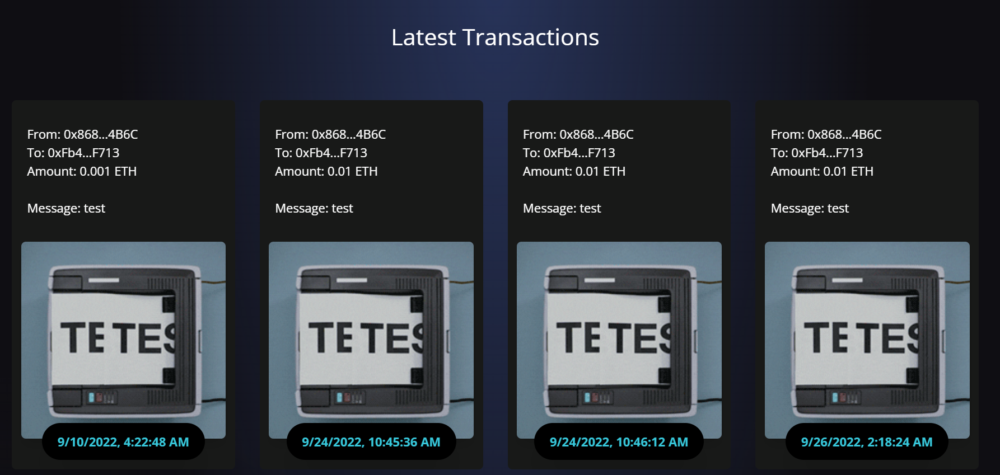 Latest Transactions
From: 0x868...4B6C
To: 0xFb4...F713
Amount: 0.001 ETH
Message: test
TE TES
9/10/2022, 4:22:48 AM
From: 0x868...4B6C
To: 0xFb4...F713
Amount: 0.01 ETH
Message: test
TE TES
9/24/2022, 10:45:36 AM
From: 0x868...4B6C
To: 0xFb4...F713
Amount: 0.01 ETH
Message: test
TE TES
9/24/2022, 10:46:12 AM
From: 0x868...4B6C
To: 0xFb4...F713
Amount: 0.01 ETH
Message: test
TE TES
9/26/2022, 2:18:24 AM